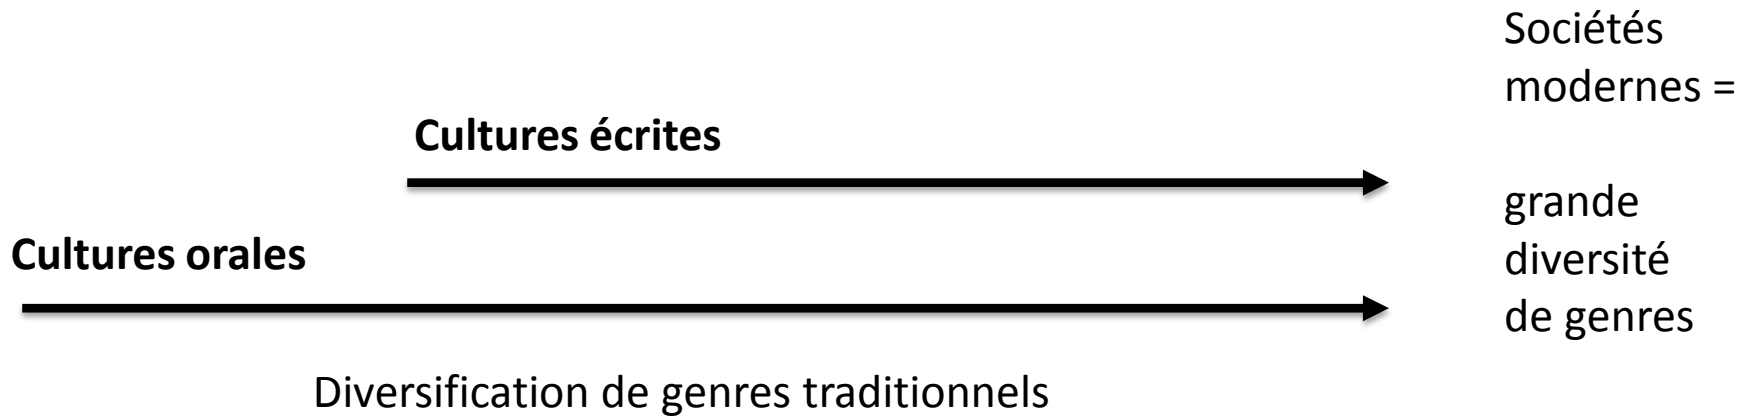 Cultures écrites
Cultures orales
Diversification de genres traditionnels
Sociétés
modernes =
grande
diversité
de genres